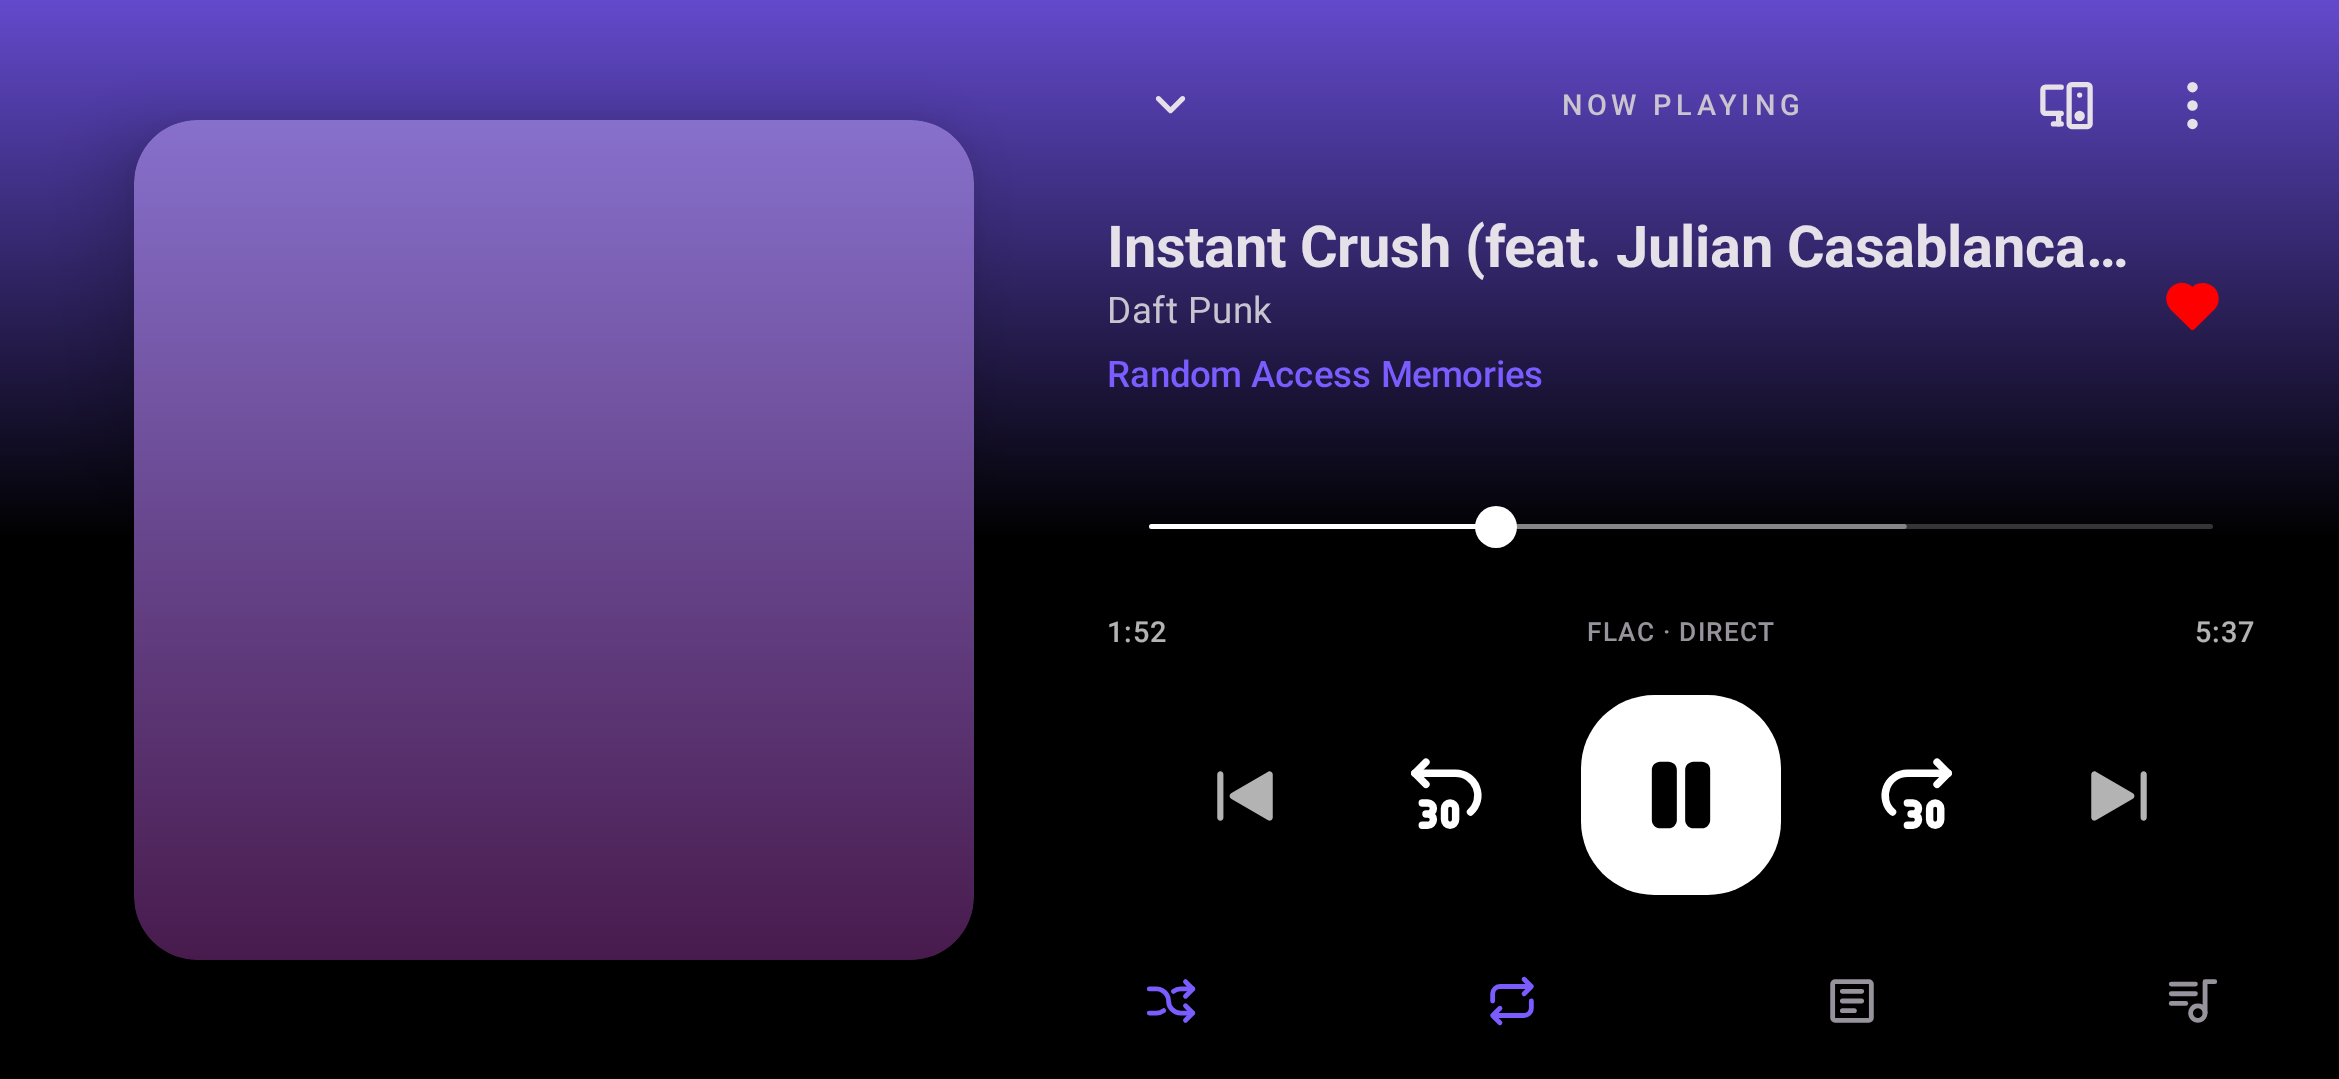 NOW PLAYING
Instant Crush (feat. Julian Casablanca…
Daft Punk
Random Access Memories
1:52
FLAC · DIRECT
5:37
30
30